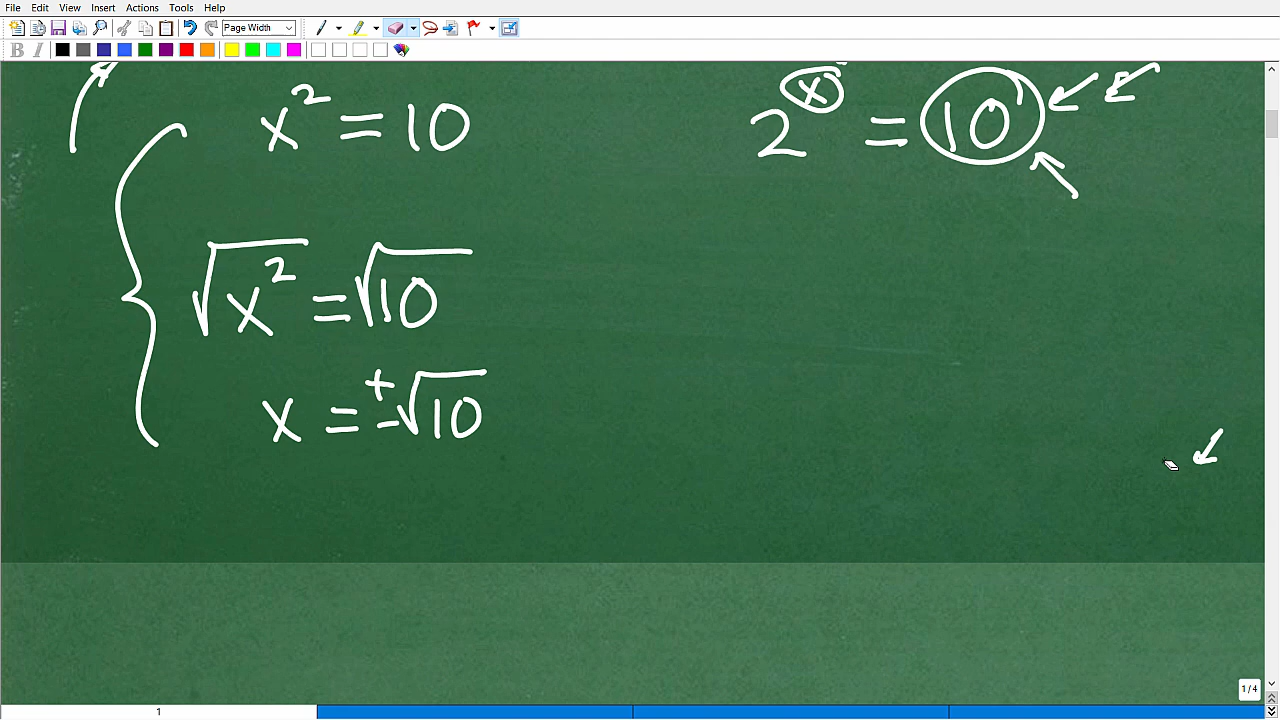 File Edit View Insert Actions Tools Help
Page Width
B I
x² = 10
2ˣ = 10
√x² = √10
x = ±√10
1/4
1